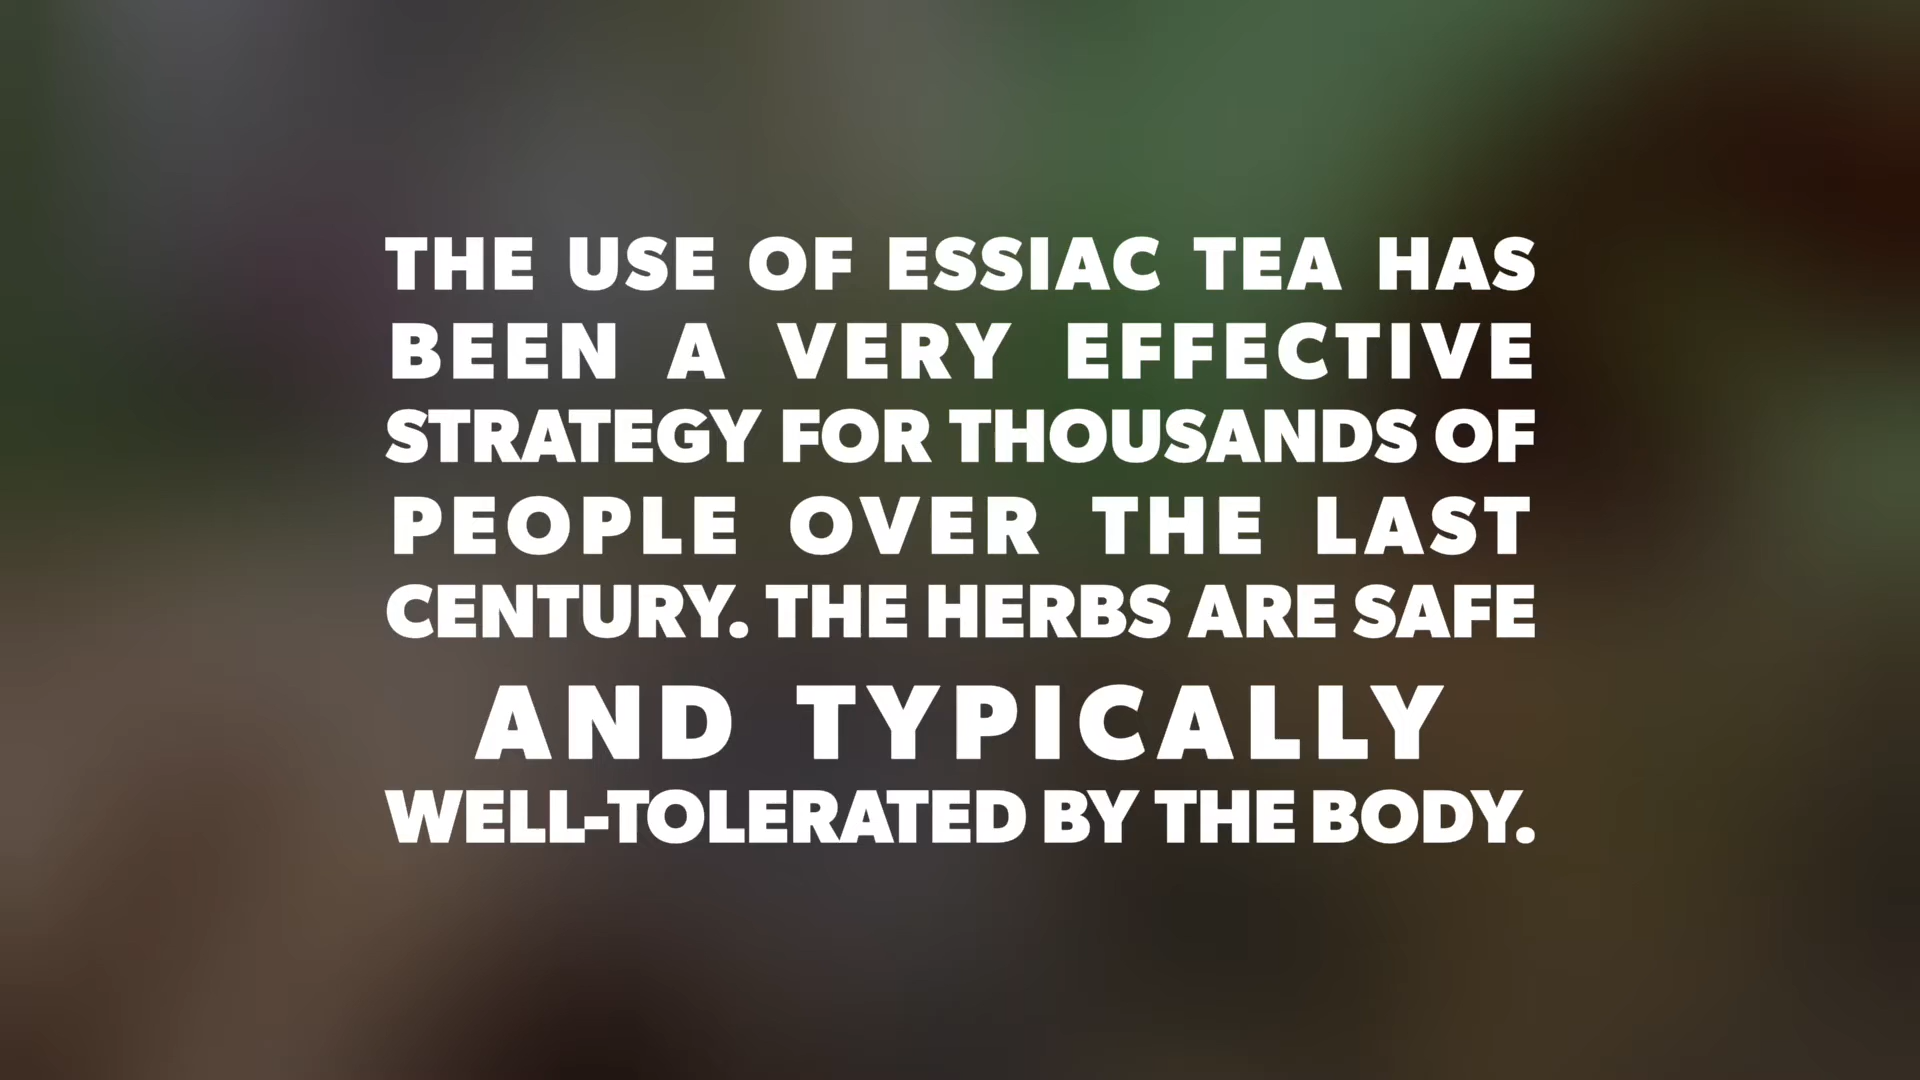 THE USE OF ESSIAC TEA HAS
BEEN A VERY EFFECTIVE
STRATEGY FOR THOUSANDS OF
PEOPLE OVER THE LAST
CENTURY. THE HERBS ARE SAFE
AND TYPICALLY
WELL-TOLERATED BY THE BODY.